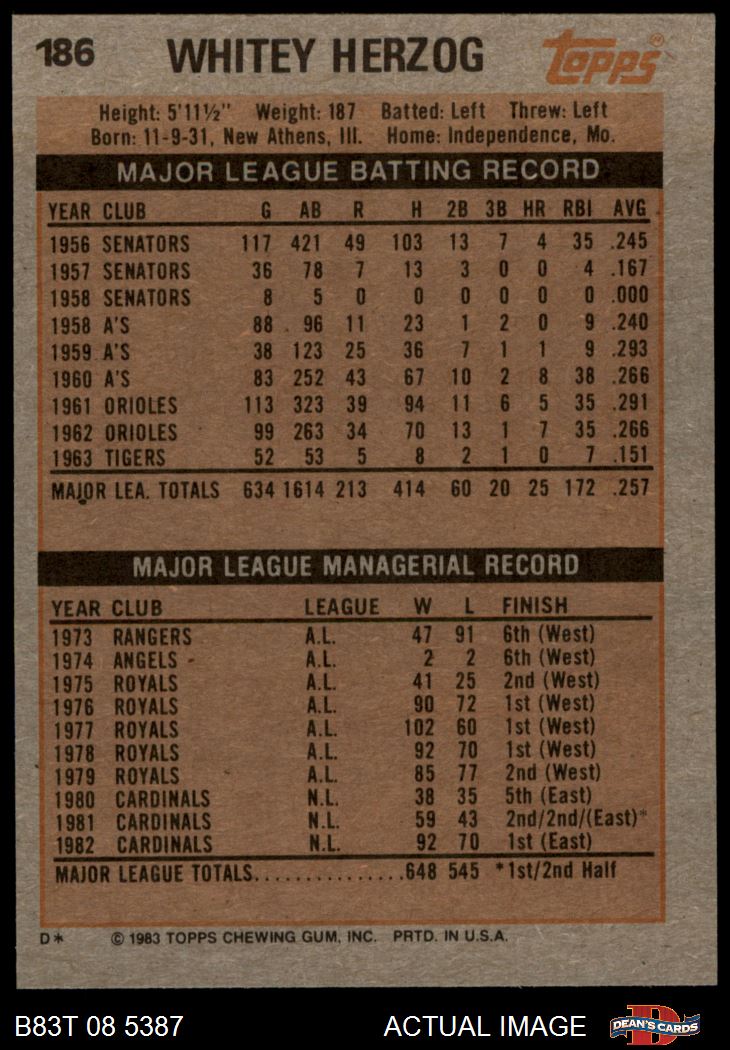 186 WHITEY HERZOG Topps
Height: 5'11½" Weight: 187 Batted: Left Threw: Left
Born: 11-9-31, New Athens, Ill. Home: Independence, Mo.
MAJOR LEAGUE BATTING RECORD
YEAR CLUB G AB R H 2B 3B HR RBI AVG
1956 SENATORS 117 421 49 103 13 7 4 35 .245
1957 SENATORS 36 78 7 13 3 0 0 4 .167
1958 SENATORS 8 5 0 0 0 0 0 0 .000
1958 A'S 88 96 11 23 1 2 0 9 .240
1959 A'S 38 123 25 36 7 1 1 9 .293
1960 A'S 83 252 43 67 10 2 8 38 .266
1961 ORIOLES 113 323 39 94 11 6 5 35 .291
1962 ORIOLES 99 263 34 70 13 1 7 35 .266
1963 TIGERS 52 53 5 8 2 1 0 7 .151
MAJOR LEA. TOTALS 634 1614 213 414 60 20 25 172 .257
MAJOR LEAGUE MANAGERIAL RECORD
YEAR CLUB LEAGUE W L FINISH
1973 RANGERS A.L. 47 91 6th (West)
1974 ANGELS A.L. 2 2 6th (West)
1975 ROYALS A.L. 41 25 2nd (West)
1976 ROYALS A.L. 90 72 1st (West)
1977 ROYALS A.L. 102 60 1st (West)
1978 ROYALS A.L. 92 70 1st (West)
1979 ROYALS A.L. 85 77 2nd (West)
1980 CARDINALS N.L. 38 35 5th (East)
1981 CARDINALS N.L. 59 43 2nd/2nd/(East)*
1982 CARDINALS N.L. 92 70 1st (East)
MAJOR LEAGUE TOTALS...............648 545 *1st/2nd Half
D* © 1983 TOPPS CHEWING GUM, INC. PRTD. IN U.S.A.
B83T 08 5387 ACTUAL IMAGE DEAN'S CARDS